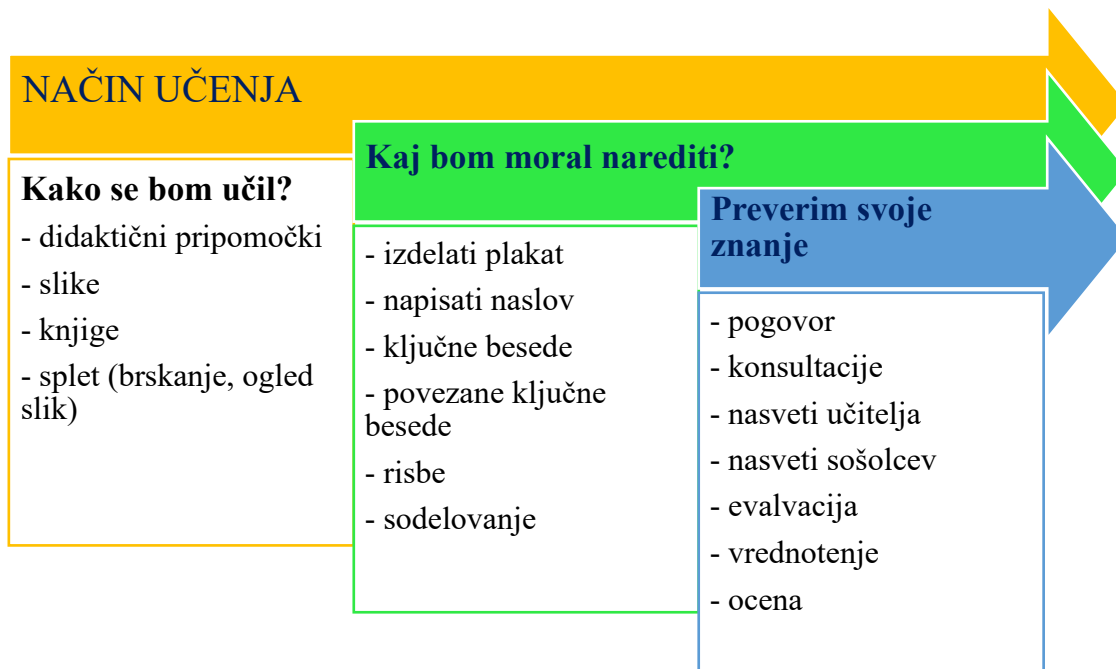 NAČIN UČENJA
Kako se bom učil?
- didaktični pripomočki
- slike
- knjige
- splet (brskanje, ogled
slik)
Kaj bom moral narediti?
- izdelati plakat
- napisati naslov
- ključne besede
- povezane ključne
besede
- risbe
- sodelovanje
Preverim svoje
znanje
- pogovor
- konsultacije
- nasveti učitelja
- nasveti sošolcev
- evalvacija
- vrednotenje
- ocena